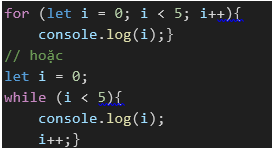 for (let i = 0; i < 5; i++){
    console.log(i);}
// hoặc
let i = 0;
while (i < 5){
    console.log(i);
    i++;}